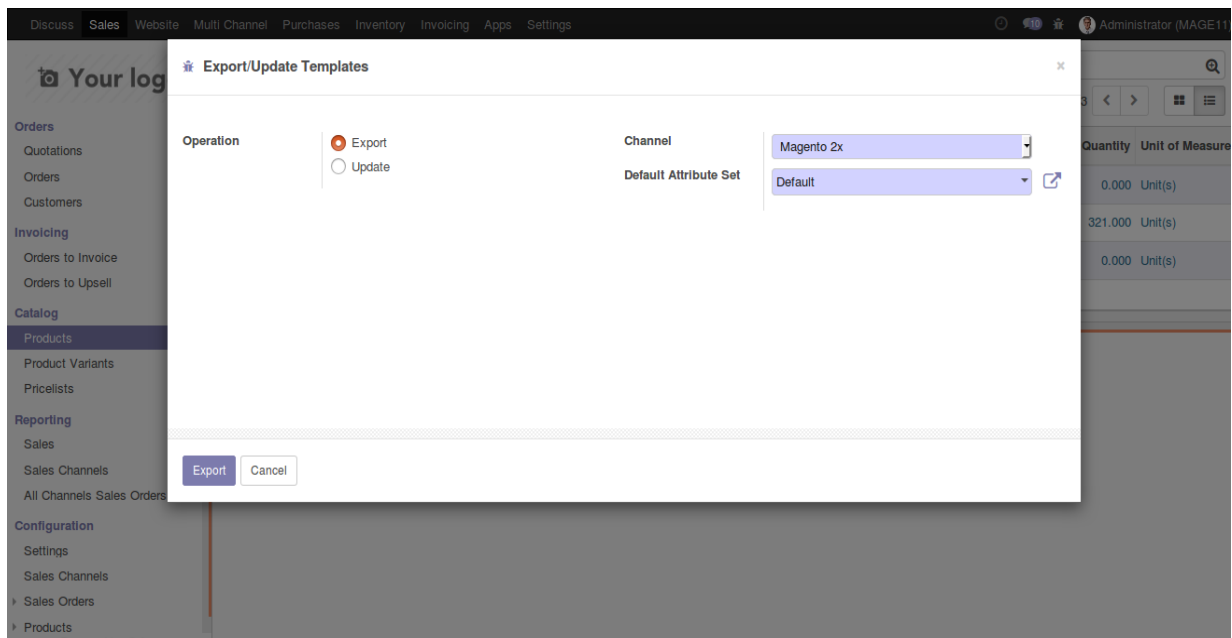 Discuss Sales Website Multi Channel Purchases Inventory Invoicing Apps Settings 10 Administrator (MAGE11)
Your log
Export/Update Templates ×
3
Orders
Quotations
Orders
Customers
Invoicing
Orders to Invoice
Orders to Upsell
Catalog
Products
Product Variants
Pricelists
Reporting
Sales
Sales Channels
All Channels Sales Orders
Configuration
Settings
Sales Channels
Sales Orders
Products
Operation
Export
Update
Channel Magento 2x
Default Attribute Set Default
Export Cancel
Quantity Unit of Measure
0.000 Unit(s)
321.000 Unit(s)
0.000 Unit(s)